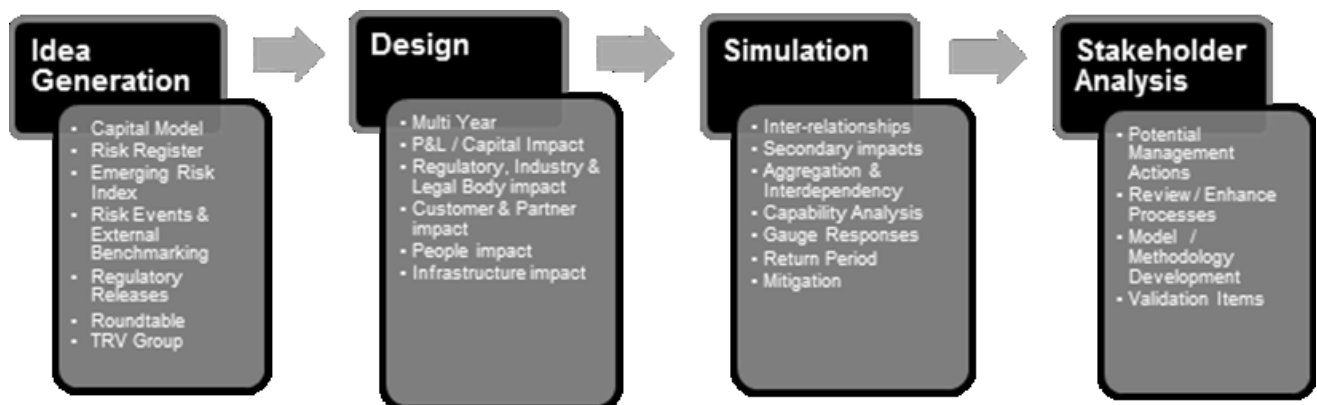 Idea
Generation
▪ Capital Model
▪ Risk Register
▪ Emerging Risk
Index
▪ Risk Events &
External
Benchmarking
▪ Regulatory
Releases
▪ Roundtable
▪ TRV Group
Design
▪ Multi Year
▪ P&L / Capital Impact
▪ Regulatory, Industry &
Legal Body impact
▪ Customer & Partner
impact
▪ People impact
▪ Infrastructure impact
Simulation
▪ Inter-relationships
▪ Secondary impacts
▪ Aggregation &
Interdependency
▪ Capability Analysis
▪ Gauge Responses
▪ Return Period
▪ Mitigation
Stakeholder
Analysis
▪ Potential
Management
Actions
▪ Review / Enhance
Processes
▪ Model /
Methodology
Development
▪ Validation Items